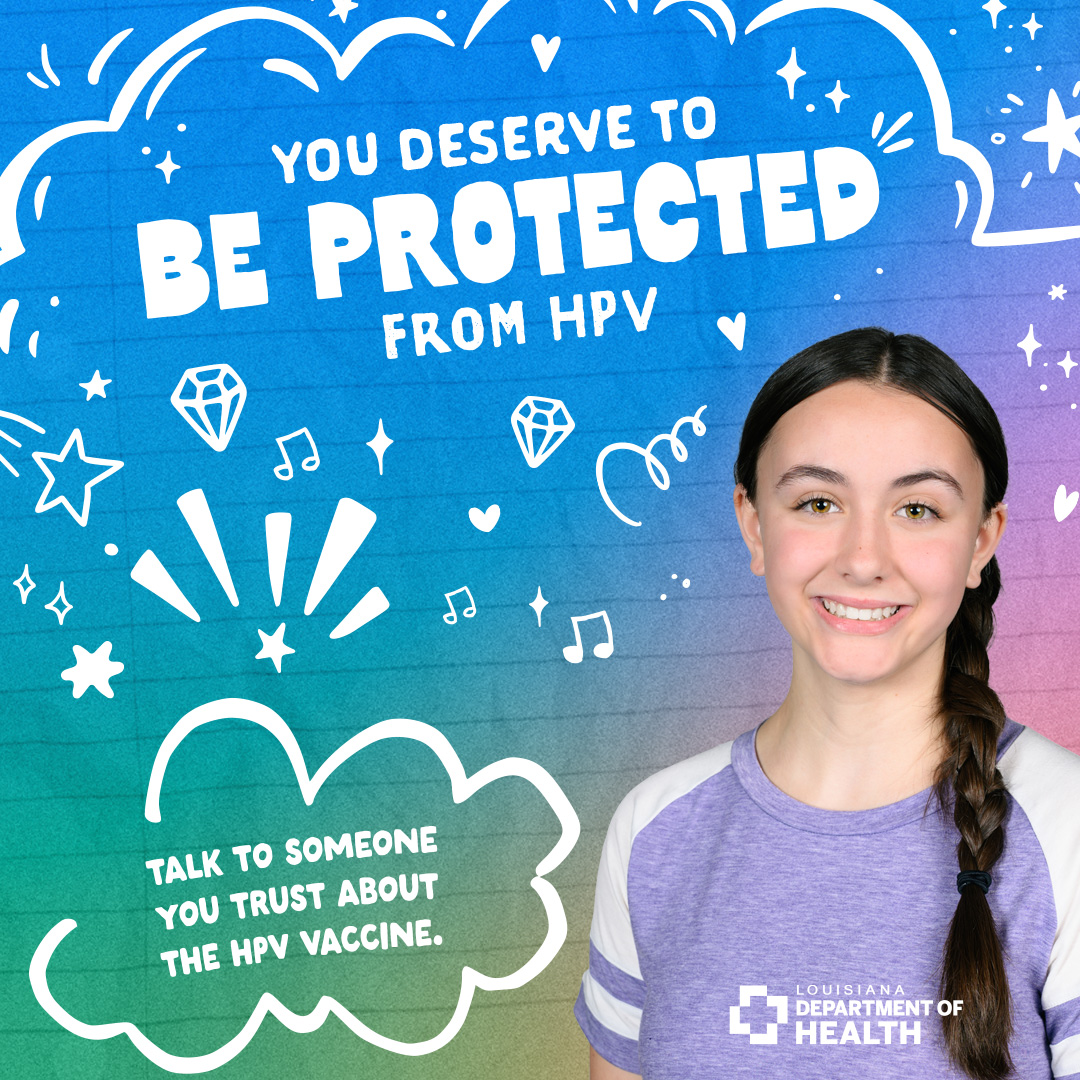 YOU DESERVE TO
BE PROTECTED
FROM HPV
TALK TO SOMEONE
YOU TRUST ABOUT
THE HPV VACCINE.
LOUISIANA
DEPARTMENT OF
HEALTH